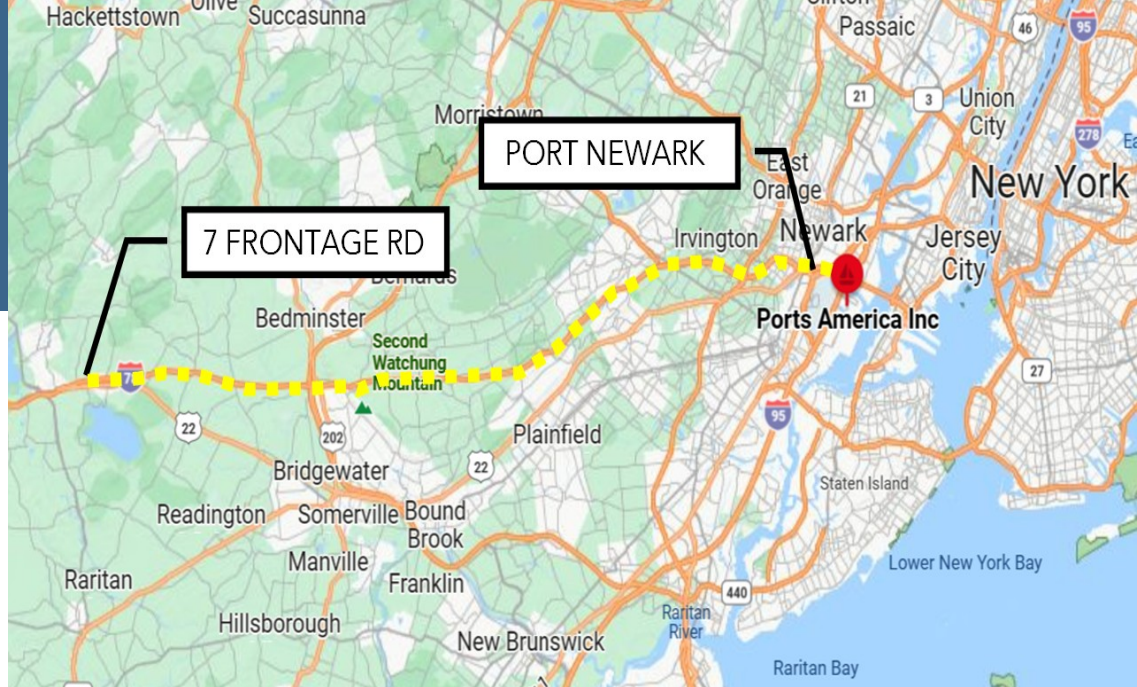 Hackettstown
Olive
Succasunna
Clifton
Passaic
46
95
21
3
Union
City
278
Morristown
PORT NEWARK
East
Orange
New York
7 FRONTAGE RD
Irvington
Newark
Jersey
City
Bernards
Bedminster
Ports America Inc
Second
Watchung
Mountain
78
22
202
27
95
Plainfield
Bridgewater
22
Staten Island
Readington
Somerville
Bound
Brook
Manville
Lower New York Bay
Raritan
Franklin
440
Raritan
River
Hillsborough
New Brunswick
Raritan Bay